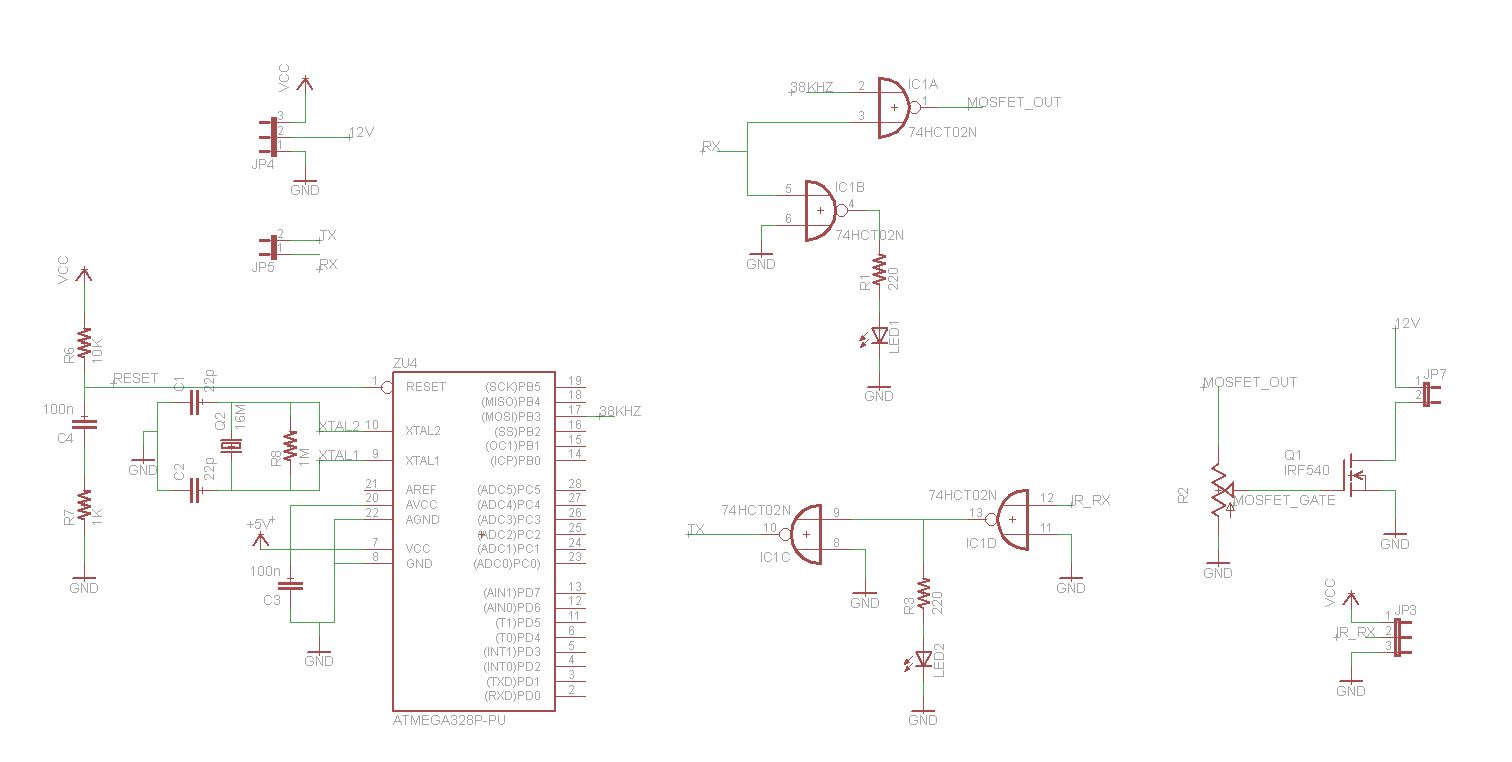 VCC
3
2
1
12V
JP4
GND
2
1
TX
RX
JP5
VCC
R6
10K
RESET
100n
C4
R7
1K
GND
C1
22p
Q2
16M
R8
1M
C2
22p
GND
XTAL2
XTAL1
+5V
100n
C3
GND
ZU4
1 RESET
10 XTAL2
9 XTAL1
21 AREF
20 AVCC
22 AGND
7 VCC
8 GND
(SCK)PB5 19
(MISO)PB4 18
(MOSI)PB3 17
38KHZ
(SS)PB2 16
(OC1)PB1 15
(ICP)PB0 14
(ADC5)PC5 28
(ADC4)PC4 27
(ADC3)PC3 26
(ADC2)PC2 25
(ADC1)PC1 24
(ADC0)PC0 23
(AIN1)PD7 13
(AIN0)PD6 12
(T1)PD5 11
(T0)PD4 6
(INT1)PD3 5
(INT0)PD2 4
(TXD)PD1 3
(RXD)PD0 2
ATMEGA328P-PU
38KHZ
2
3
IC1A
1
MOSFET_OUT
74HCT02N
RX
5
6
IC1B
4
74HCT02N
GND
R1
220
LED1
GND
TX
74HCT02N
10
9
8
IC1C
GND
74HCT02N
13
12
11
IR_RX
IC1D
GND
R3
220
LED2
GND
MOSFET_OUT
R2
MOSFET_GATE
GND
Q1
IRF540
12V
JP7
1
2
GND
VCC
JP3
1
IR_RX
2
3
GND